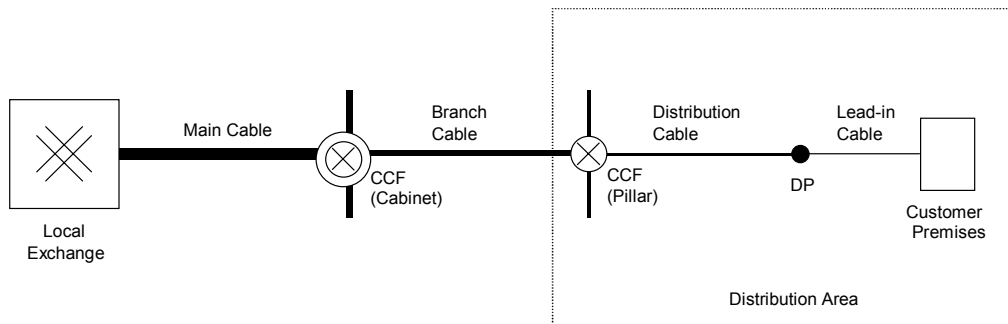 Main Cable
Branch
Cable
Distribution
Cable
Lead-in
Cable
CCF
(Cabinet)
CCF
(Pillar)
DP
Local
Exchange
Customer
Premises
Distribution Area